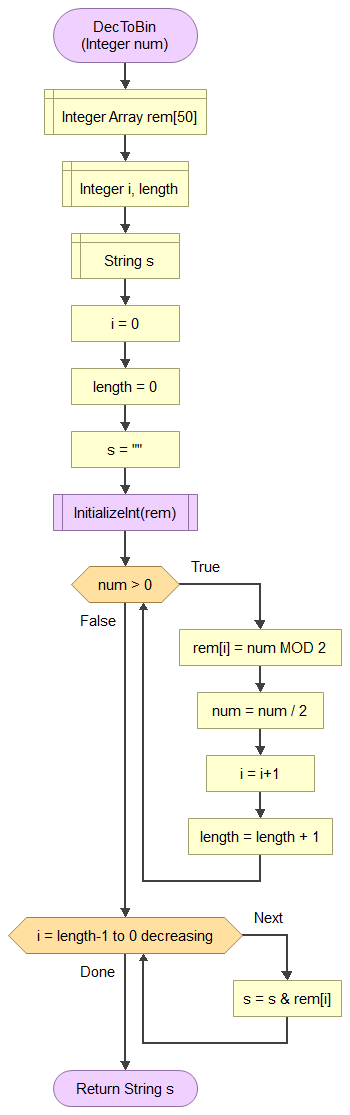 DecToBin
(Integer num)
Integer Array rem[50]
Integer i, length
String s
i = 0
length = 0
s = ""
InitializeInt(rem)
num > 0
True
False
rem[i] = num MOD 2
num = num / 2
i = i+1
length = length + 1
i = length-1 to 0 decreasing
Next
Done
s = s & rem[i]
Return String s